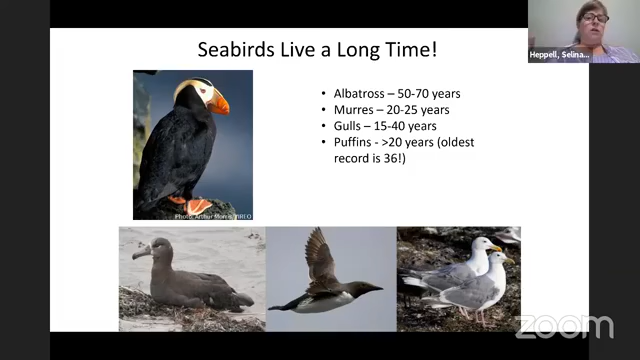 Seabirds Live a Long Time!
Heppell, Selina...
• Albatross – 50-70 years
• Murres – 20-25 years
• Gulls – 15-40 years
• Puffins - >20 years (oldest
record is 36!)
Photo: Arthur Morris/
zoom